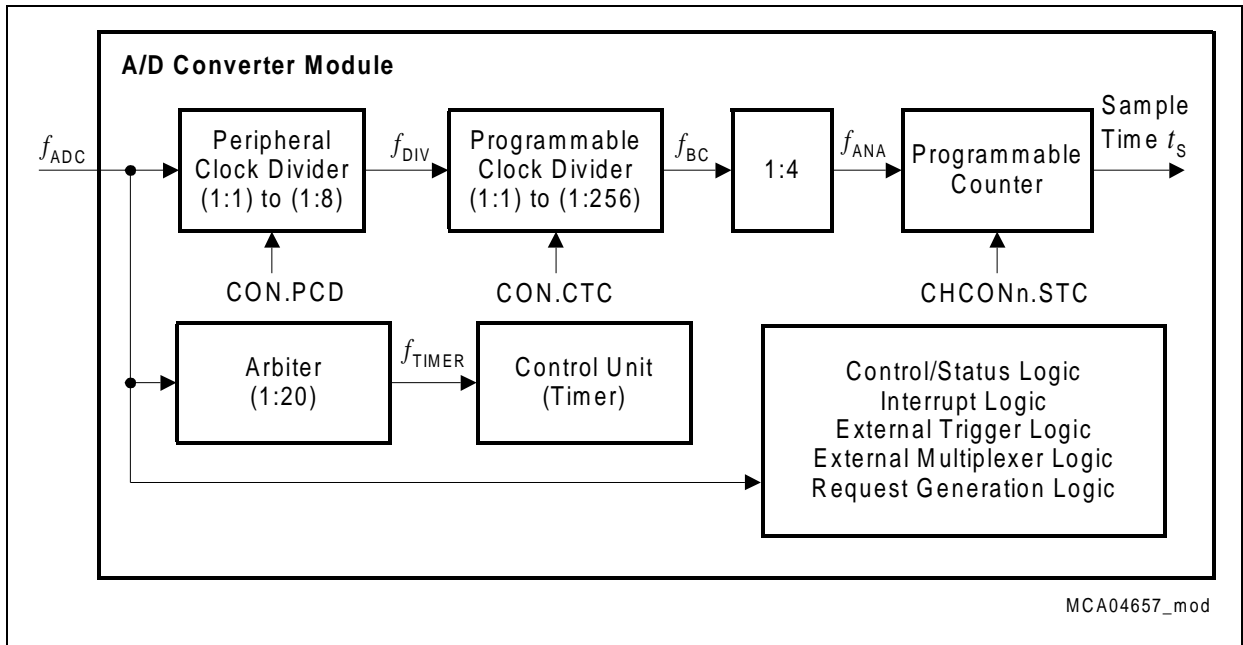 A/D Converter Module
fADC
Peripheral
Clock Divider
(1:1) to (1:8)
fDIV
Programmable
Clock Divider
(1:1) to (1:256)
fBC
1:4
fANA
Programmable
Counter
Sample
Time tS
CON.PCD
CON.CTC
CHCONn.STC
Arbiter
(1:20)
fTIMER
Control Unit
(Timer)
Control/Status Logic
Interrupt Logic
External Trigger Logic
External Multiplexer Logic
Request Generation Logic
MCA04657_mod